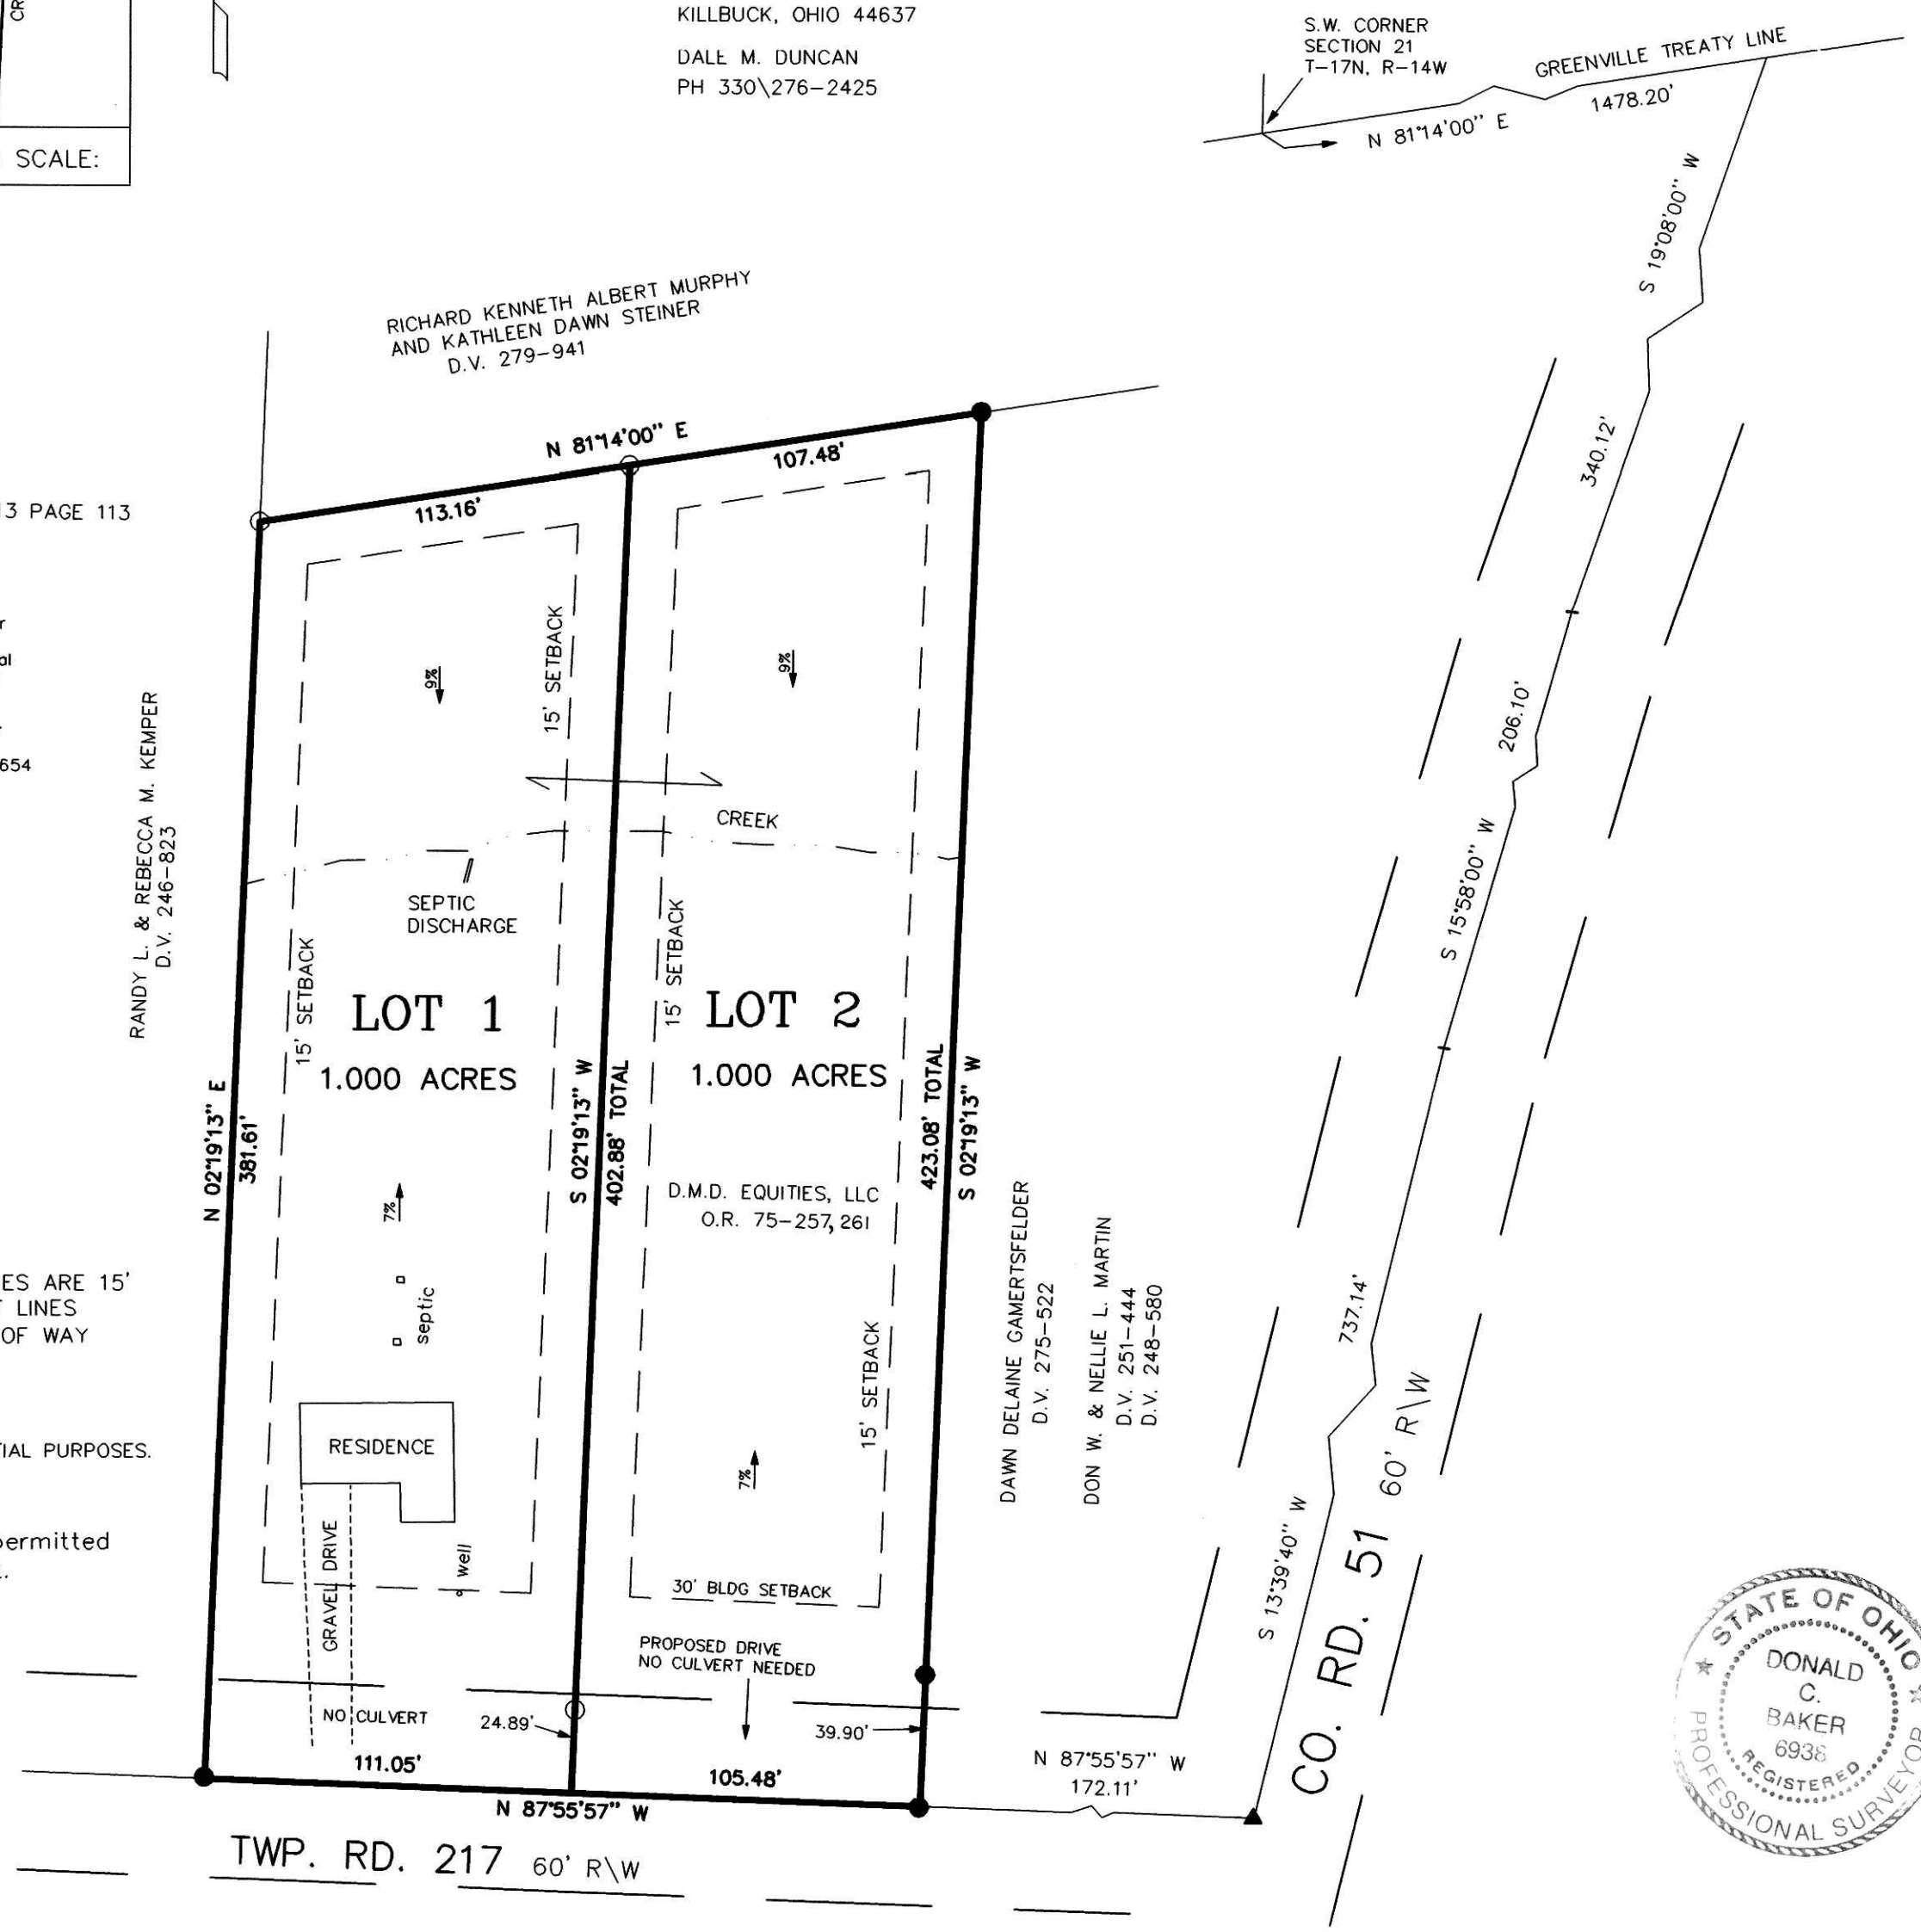 CR
SCALE:
KILLBUCK, OHIO 44637
DALE M. DUNCAN
PH 330\276-2425
S.W. CORNER
SECTION 21
T-17N, R-14W
GREENVILLE TREATY LINE
1478.20'
N 81°14'00" E
S 19°08'00" W
340.12'
206.10'
S 15°58'00" W
737.14'
S 13°39'40" W
CO. RD. 51 60' R\W
RICHARD KENNETH ALBERT MURPHY
AND KATHLEEN DAWN STEINER
D.V. 279-941
N 81°14'00" E
113.16'
107.48'
13 PAGE 113
654
RANDY L. & REBECCA M. KEMPER
D.V. 246-823
9%
9%
15' SETBACK
CREEK
SEPTIC
DISCHARGE
15' SETBACK
15' SETBACK
LOT 1
1.000 ACRES
LOT 2
1.000 ACRES
N 02°19'13" E
381.61'
S 02°19'13" W
402.88' TOTAL
423.08' TOTAL
S 02°19'13" W
D.M.D. EQUITIES, LLC
O.R. 75-257, 261
7%
septic
DAWN DELAINE GAMERTSFELDER
D.V. 275-522
DON W. & NELLIE L. MARTIN
D.V. 251-444
D.V. 248-580
ES ARE 15'
LINES
OF WAY
IAL PURPOSES.
permitted
RESIDENCE
15' SETBACK
7%
GRAVEL DRIVE
well
30' BLDG SETBACK
PROPOSED DRIVE
NO CULVERT NEEDED
NO CULVERT
24.89'
39.90'
111.05'
105.48'
N 87°55'57" W
N 87°55'57" W
172.11'
TWP. RD. 217 60' R\W
STATE OF OHIO
DONALD
C.
BAKER
6938
REGISTERED
PROFESSIONAL SURVEYOR